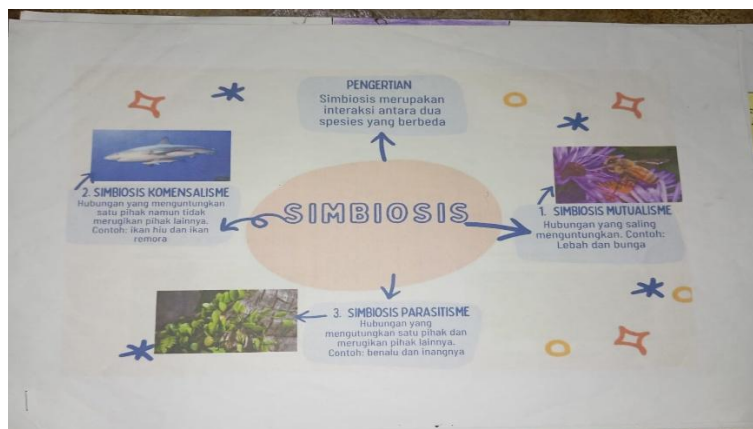 PENGERTIAN
Simbiosis merupakan
interaksi antara dua
spesies yang berbeda
SIMBIOSIS
1. SIMBIOSIS MUTUALISME
Hubungan yang saling
menguntungkan. Contoh:
Lebah dan bunga
2. SIMBIOSIS KOMENSALISME
Hubungan yang menguntungkan
satu pihak namun tidak
merugikan pihak lainnya.
Contoh: ikan hiu dan ikan
remora
3. SIMBIOSIS PARASITISME
Hubungan yang
mengutungkan satu pihak dan
merugikan pihak lainnya.
Contoh: benalu dan inangnya